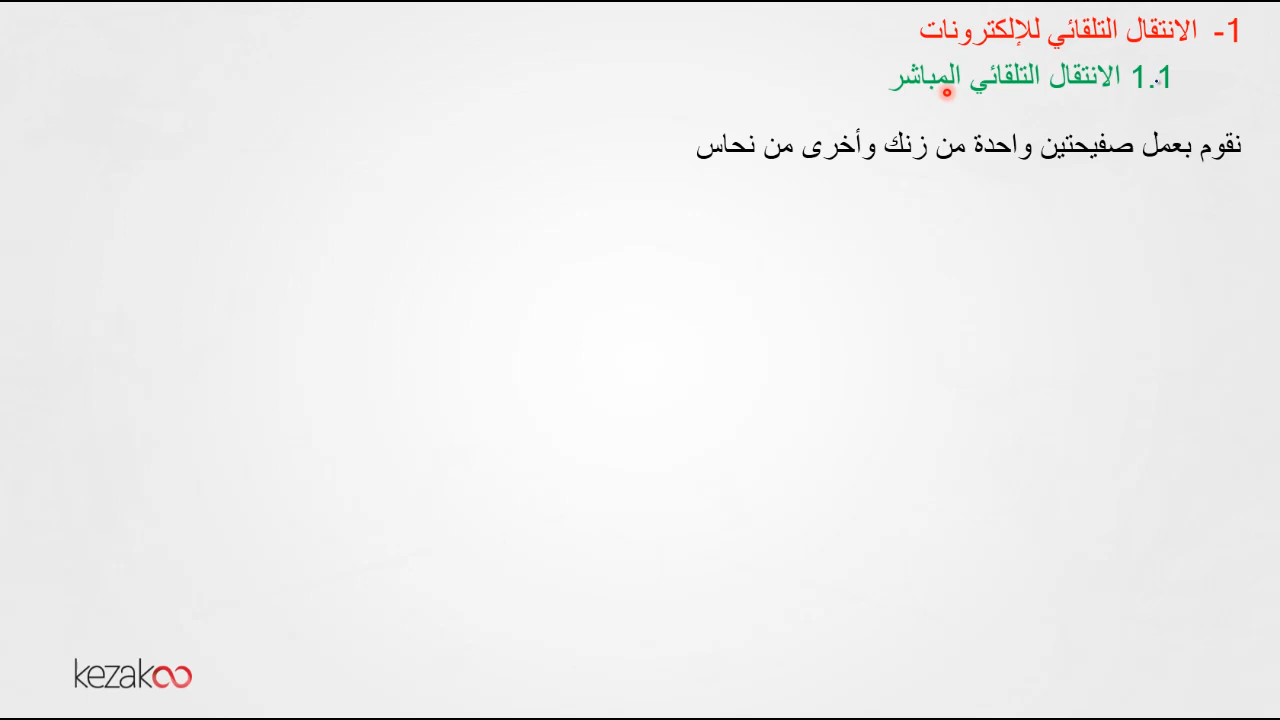 1- الانتقال التلقائي للإلكترونات
1.1 الانتقال التلقائي المباشر
نقوم بعمل صفيحتين واحدة من زنك وأخرى من نحاس
kezakoo